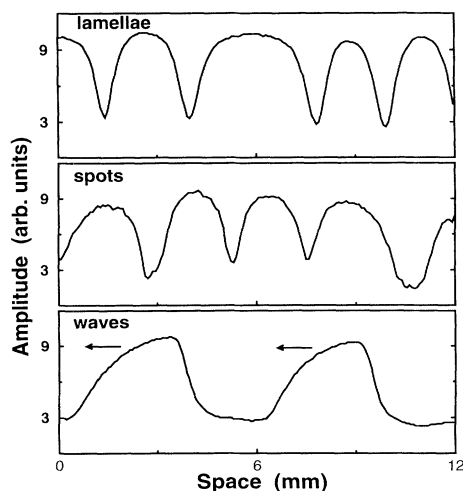 lamellae
9
3
spots
9
3
Amplitude (arb. units)
waves
9
3
0
6
12
Space (mm)